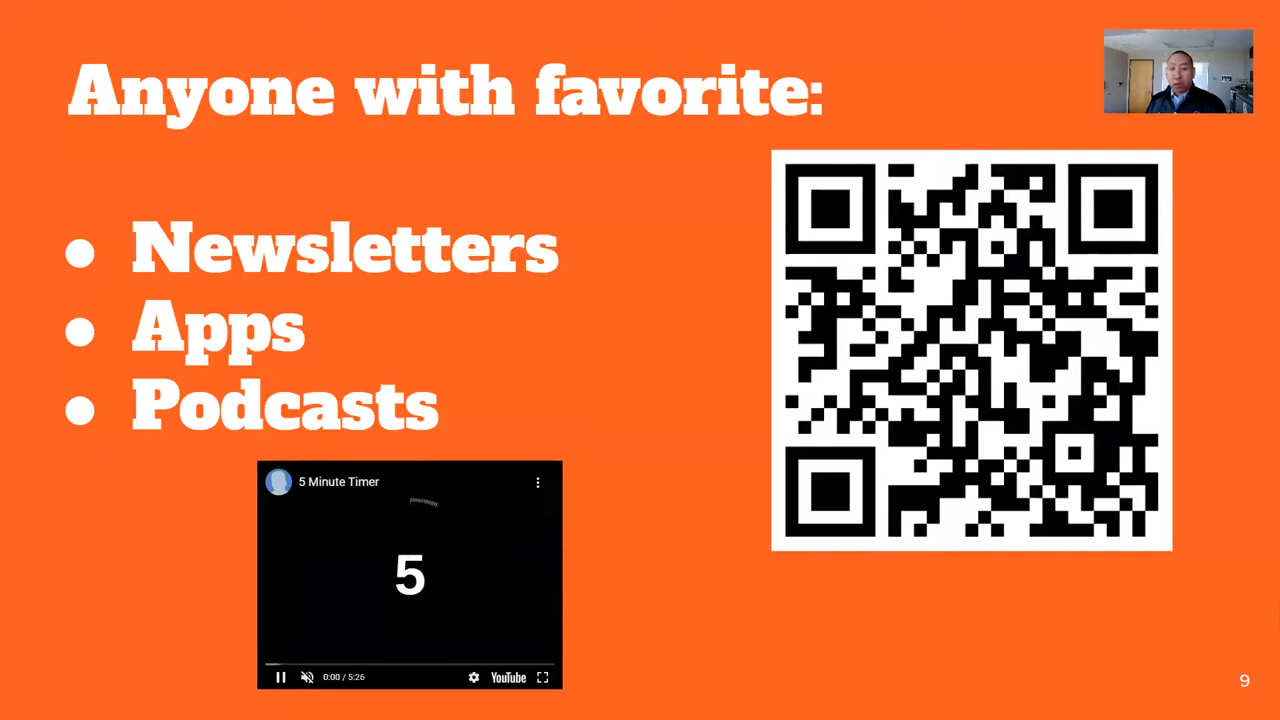 Anyone with favorite:
● Newsletters
● Apps
● Podcasts
5 Minute Timer
5
0:00 / 5:26
YouTube
9